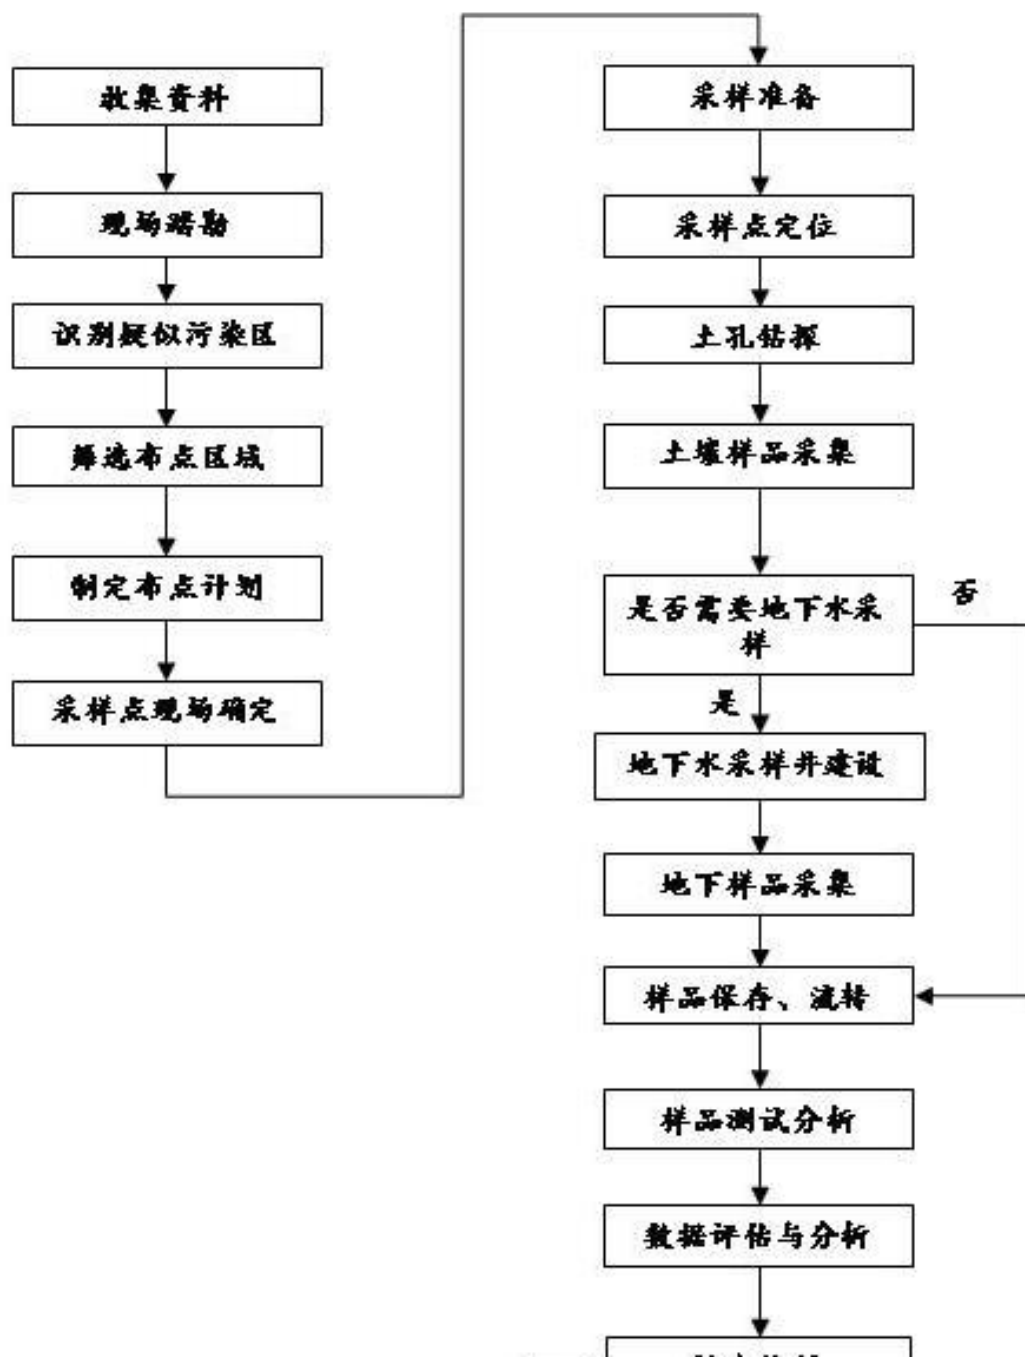 收集资料
现场踏勘
识别疑似污染区
筛选布点区域
制定布点计划
采样点现场确定
采样准备
采样点定位
土孔钻探
土壤样品采集
是否需要地下水采
样
否
是
地下水采样井建设
地下样品采集
样品保存、流转
样品测试分析
数据评估与分析